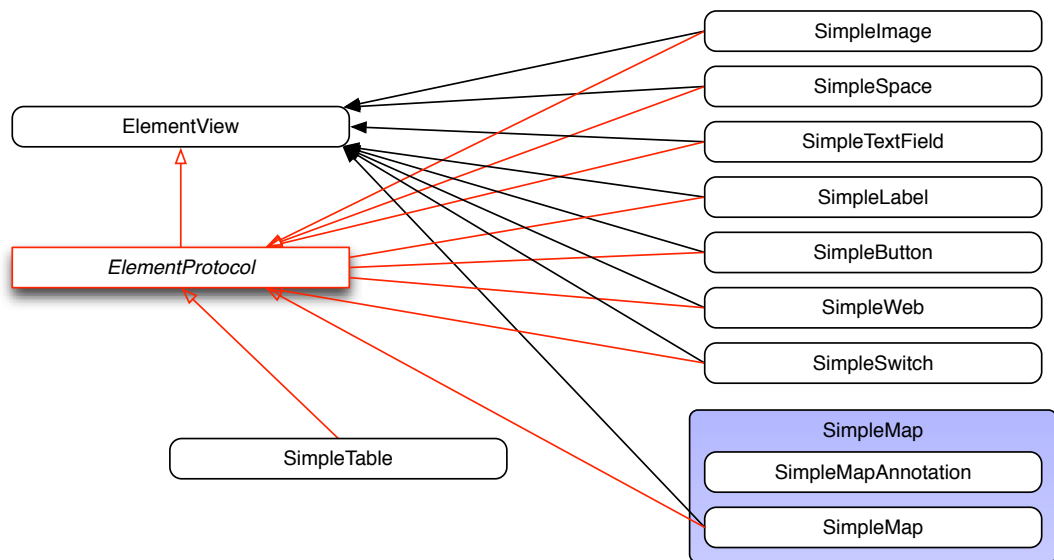 SimpleImage
SimpleSpace
ElementView
SimpleTextField
SimpleLabel
SimpleButton
ElementProtocol
SimpleWeb
SimpleSwitch
SimpleMap
SimpleTable
SimpleMapAnnotation
SimpleMap